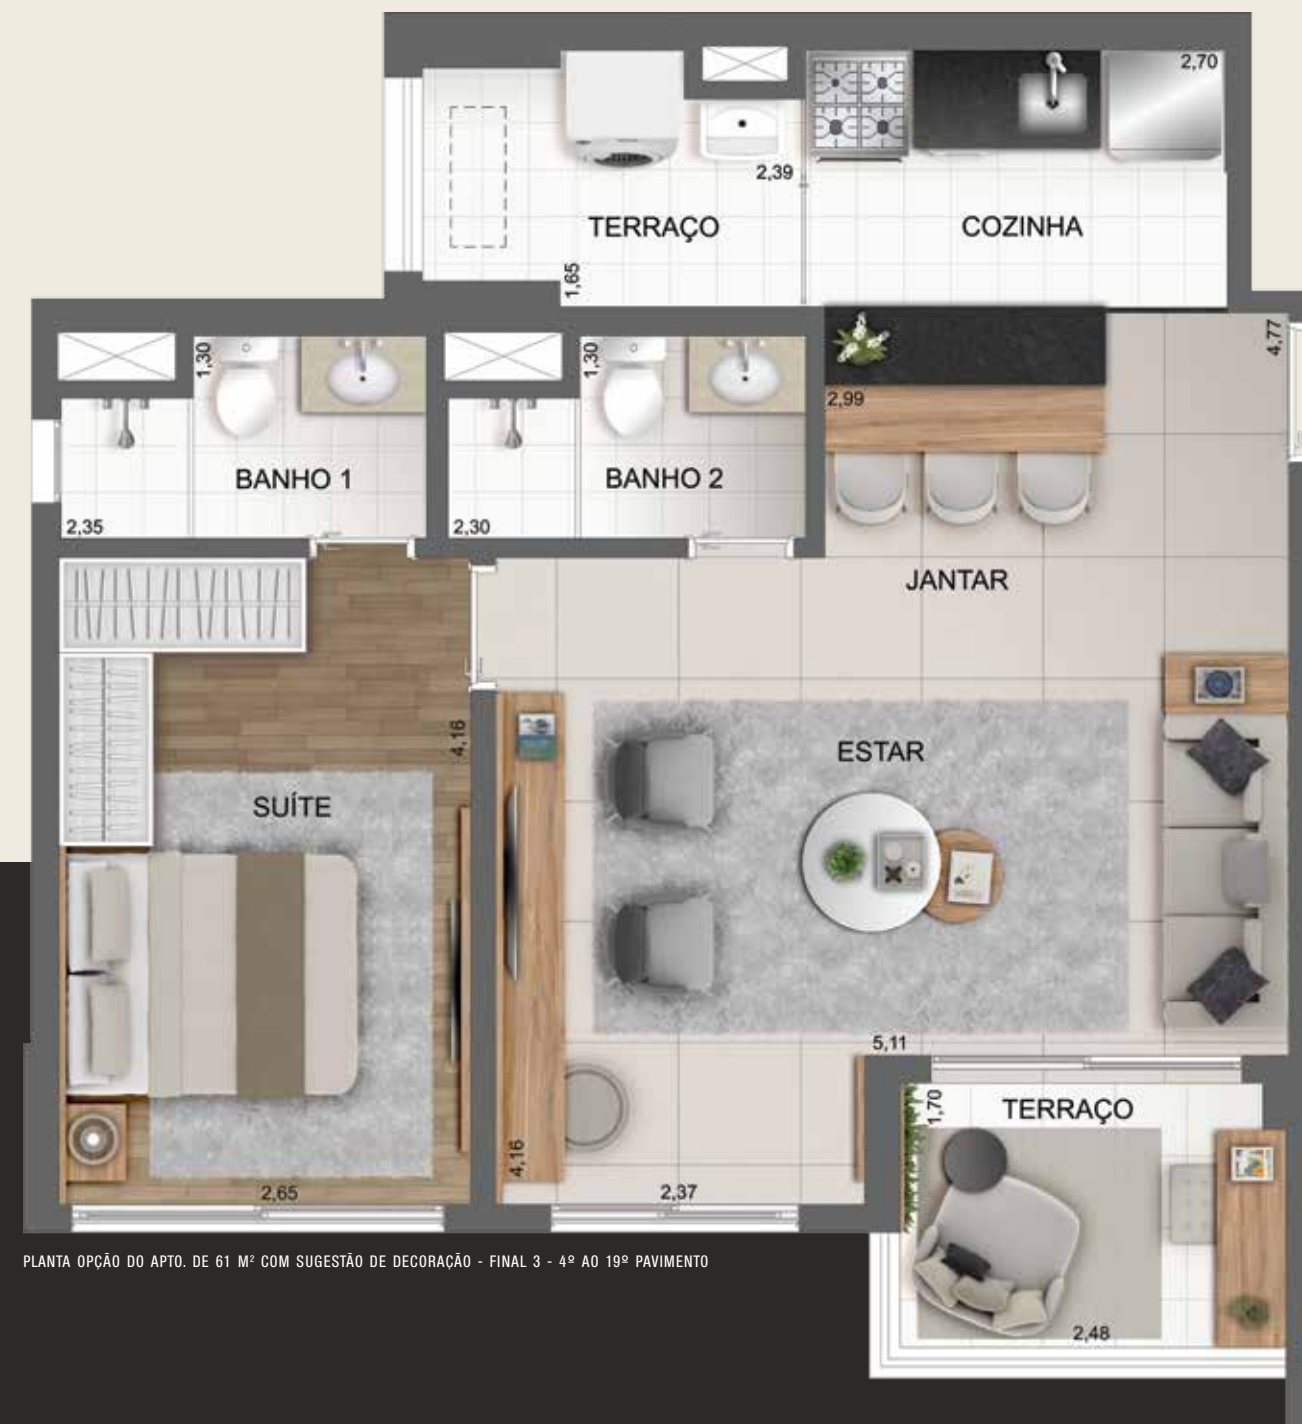 2,70
2,39
TERRAÇO
COZINHA
1,65
4,77
1,30
1,30
2,99
BANHO 1
BANHO 2
2,35
2,30
JANTAR
4,16
ESTAR
SUÍTE
5,11
1,70
TERRAÇO
4,16
2,65
2,37
PLANTA OPÇÃO DO APTO. DE 61 M² COM SUGESTÃO DE DECORAÇÃO - FINAL 3 - 4º AO 19º PAVIMENTO
2,48